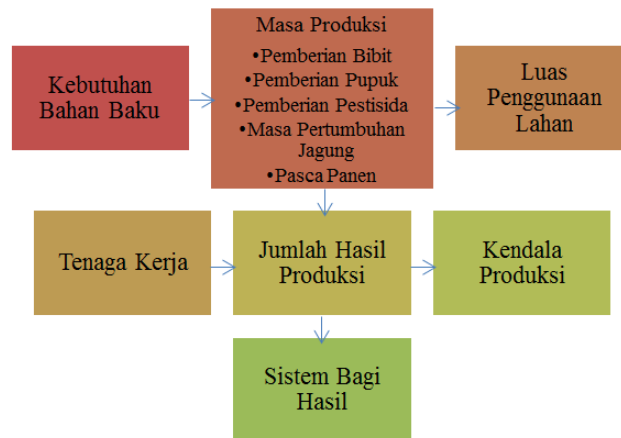 Kebutuhan
Bahan Baku
Masa Produksi
•Pemberian Bibit
•Pemberian Pupuk
•Pemberian Pestisida
•Masa Pertumbuhan
Jagung
•Pasca Panen
Luas
Penggunaan
Lahan
Tenaga Kerja
Jumlah Hasil
Produksi
Kendala
Produksi
Sistem Bagi
Hasil